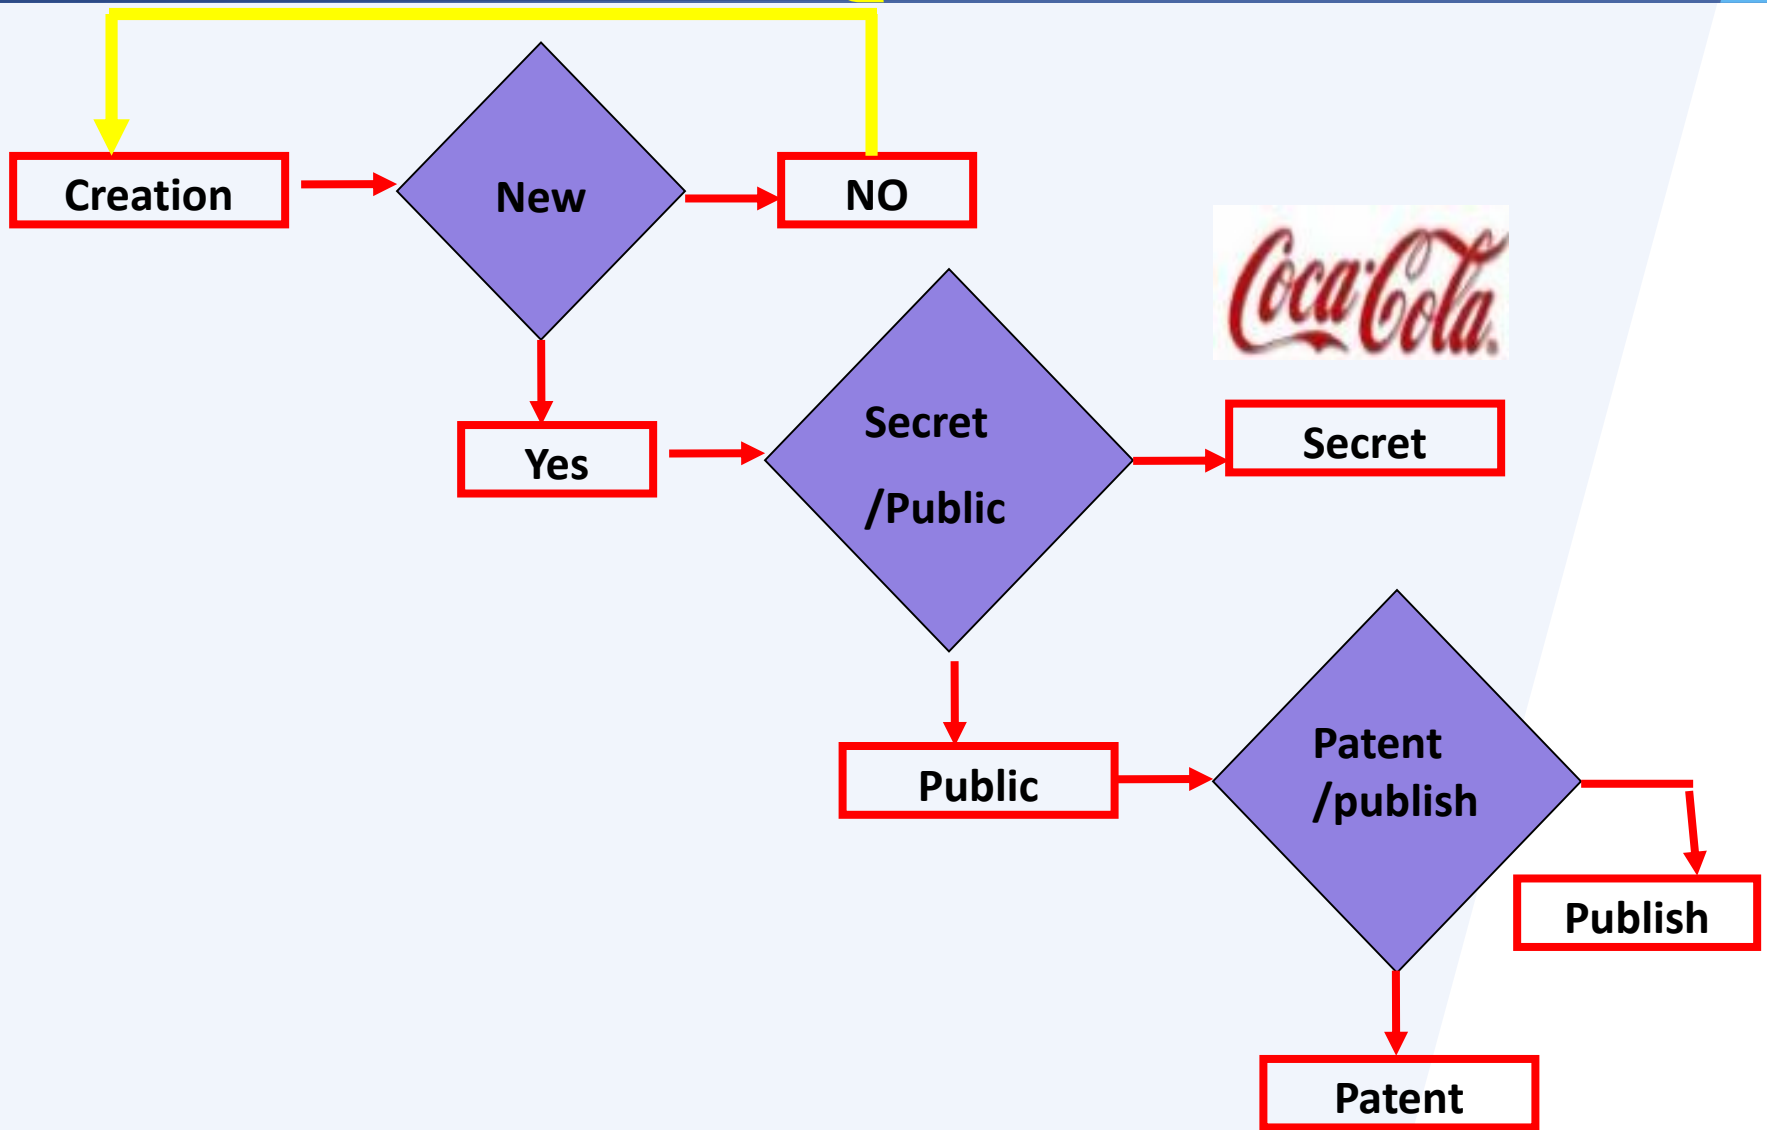 Creation
New
NO
Coca-Cola
Secret
/Public
Secret
Yes
Patent
/publish
Public
Publish
Patent